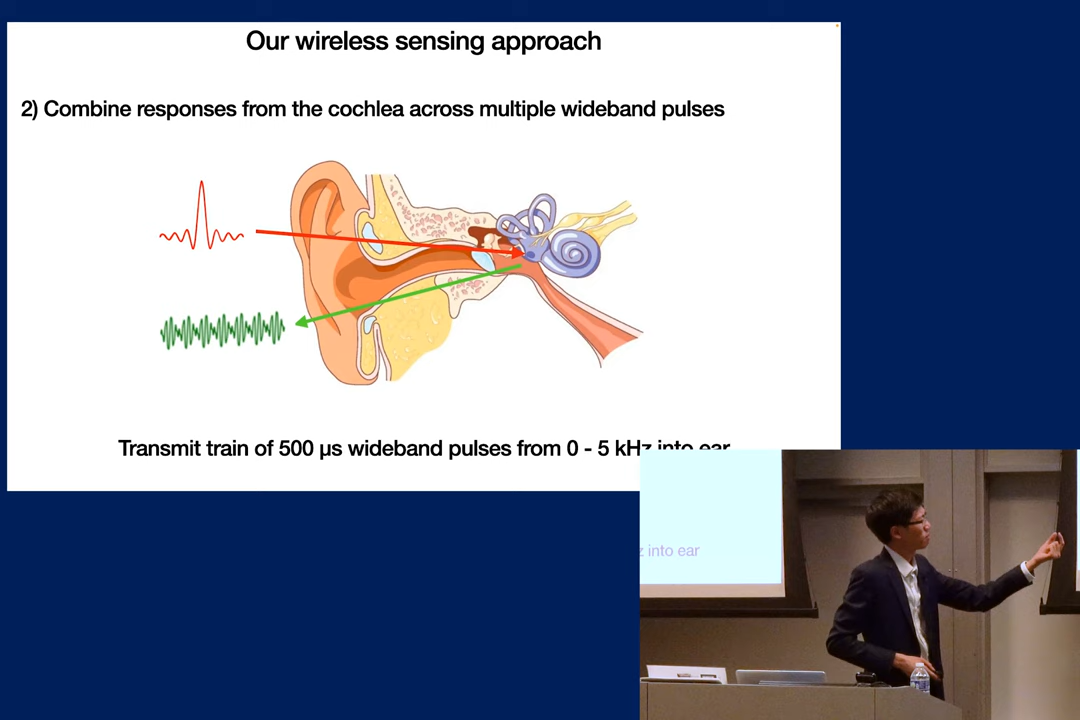 Our wireless sensing approach
2) Combine responses from the cochlea across multiple wideband pulses
Transmit train of 500 µs wideband pulses from 0 - 5 kHz into ear
z into ear